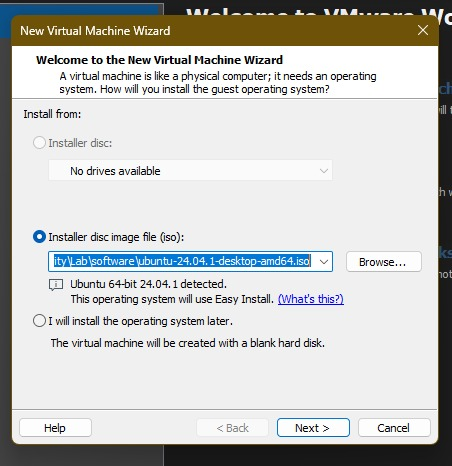 Welcome to VMware Wo
New Virtual Machine Wizard
Welcome to the New Virtual Machine Wizard
A virtual machine is like a physical computer; it needs an operating
system. How will you install the guest operating system?
Install from:
Installer disc:
No drives available
Installer disc image file (iso):
ity\Lab\software\ubuntu-24.04.1-desktop-amd64.iso
Browse...
Ubuntu 64-bit 24.04.1 detected.
This operating system will use Easy Install. (What's this?)
I will install the operating system later.
The virtual machine will be created with a blank hard disk.
Help
< Back
Next >
Cancel